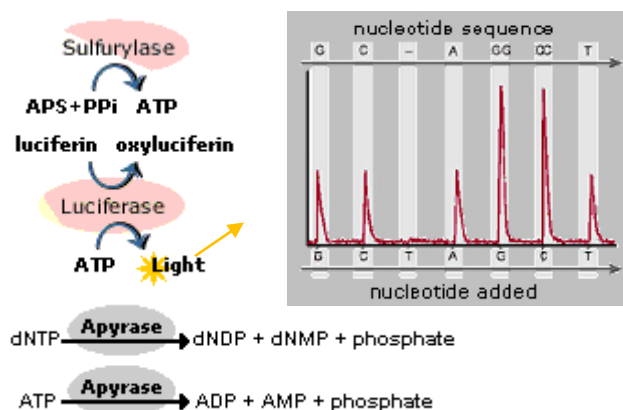 Sulfurylase
APS+PPi ATP
luciferin oxyluciferin
Luciferase
ATP Light
dNTP Apyrase dNDP + dNMP + phosphate
ATP Apyrase ADP + AMP + phosphate
nucleotide sequence
G C – A GG CC T
G C T A G C T
nucleotide added